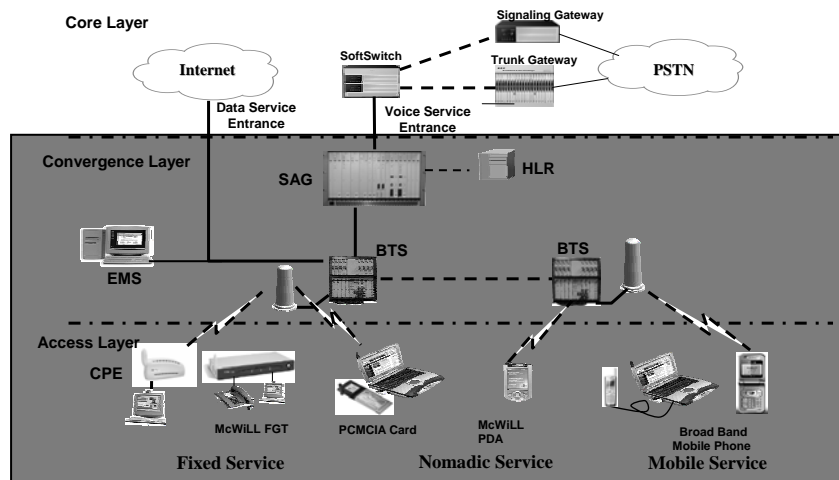 Core Layer
Signaling Gateway
SoftSwitch
Internet
Trunk Gateway
PSTN
Data Service
Entrance
Voice Service
Entrance
Convergence Layer
SAG
HLR
BTS
BTS
EMS
Access Layer
CPE
McWiLL FGT
PCMCIA Card
McWiLL
PDA
Broad Band
Mobile Phone
Fixed Service
Nomadic Service
Mobile Service